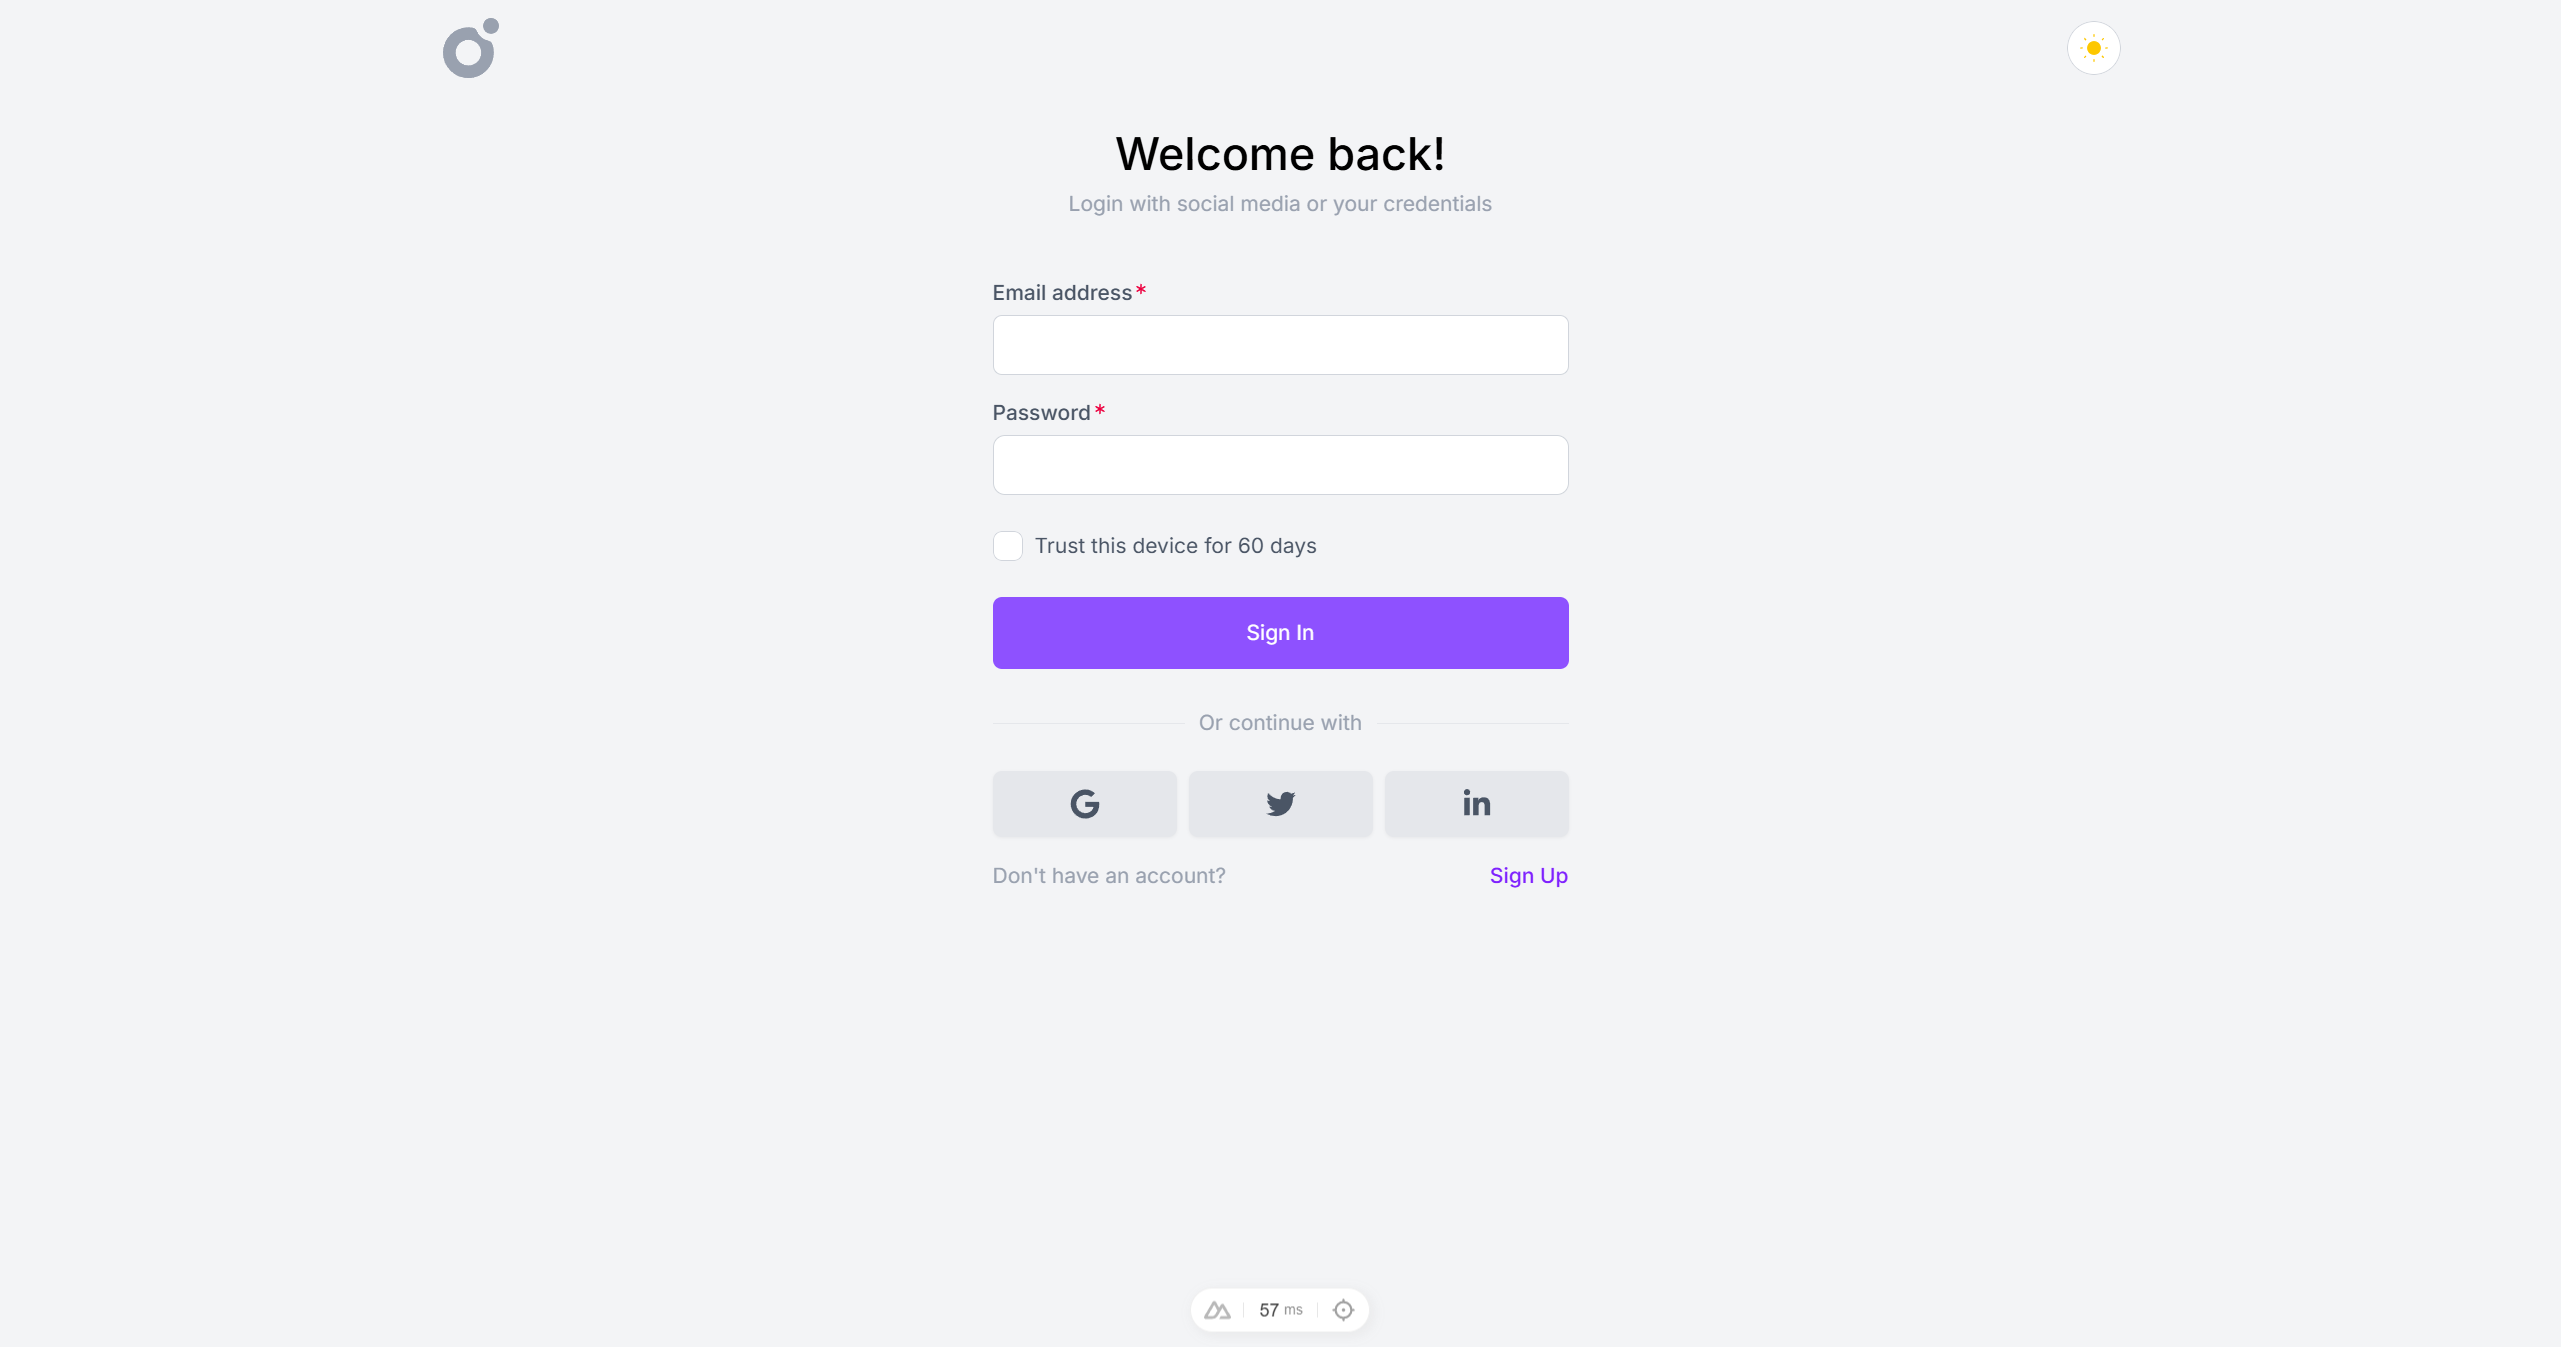 Welcome back!
Login with social media or your credentials
Email address*
Password*
Trust this device for 60 days
Sign In
Or continue with
Don't have an account?
Sign Up
57 ms